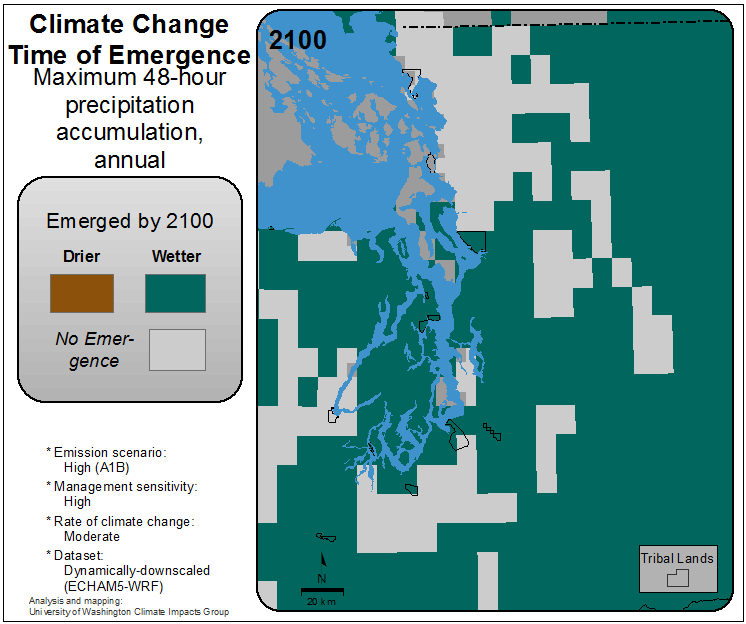 Climate Change
Time of Emergence
Maximum 48-hour
precipitation
accumulation,
annual
Emerged by 2100
Drier
Wetter
No Emer-
gence
* Emission scenario:
High (A1B)
* Management sensitivity:
High
* Rate of climate change:
Moderate
* Dataset:
Dynamically-downscaled
(ECHAM5-WRF)
Analysis and mapping:
University of Washington Climate Impacts Group
2100
N
20 km
Tribal Lands